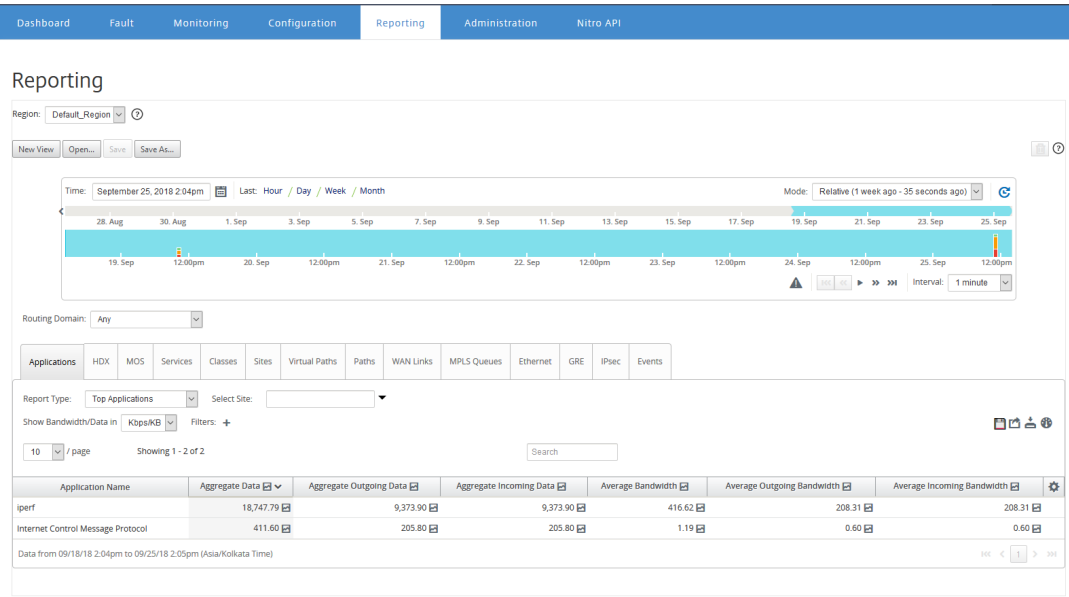 Dashboard Fault Monitoring Configuration Reporting Administration Nitro API
Reporting
Region: Default_Region ?
New View Open... Save Save As... ?
Time: September 25, 2018 2:04pm Last: Hour / Day / Week / Month Mode: Relative (1 week ago - 35 seconds ago)
28. Aug 30. Aug 1. Sep 3. Sep 5. Sep 7. Sep 9. Sep 11. Sep 13. Sep 15. Sep 17. Sep 19. Sep 21. Sep 23. Sep 25. Sep
19. Sep 12:00pm 20. Sep 12:00pm 21. Sep 12:00pm 22. Sep 12:00pm 23. Sep 12:00pm 24. Sep 12:00pm 25. Sep 12:00pm
Interval: 1 minute
Routing Domain: Any
Applications HDX MOS Services Classes Sites Virtual Paths Paths WAN Links MPLS Queues Ethernet GRE IPsec Events
Report Type: Top Applications Select Site:
Show Bandwidth/Data in Kbps/KB Filters: +
10 / page Showing 1 - 2 of 2 Search
Application Name Aggregate Data Aggregate Outgoing Data Aggregate Incoming Data Average Bandwidth Average Outgoing Bandwidth Average Incoming Bandwidth
iperf 18,747.79 9,373.90 9,373.90 416.62 208.31 208.31
Internet Control Message Protocol 411.60 205.80 205.80 1.19 0.60 0.60
Data from 09/18/18 2:04pm to 09/25/18 2:05pm (Asia/Kolkata Time) 1